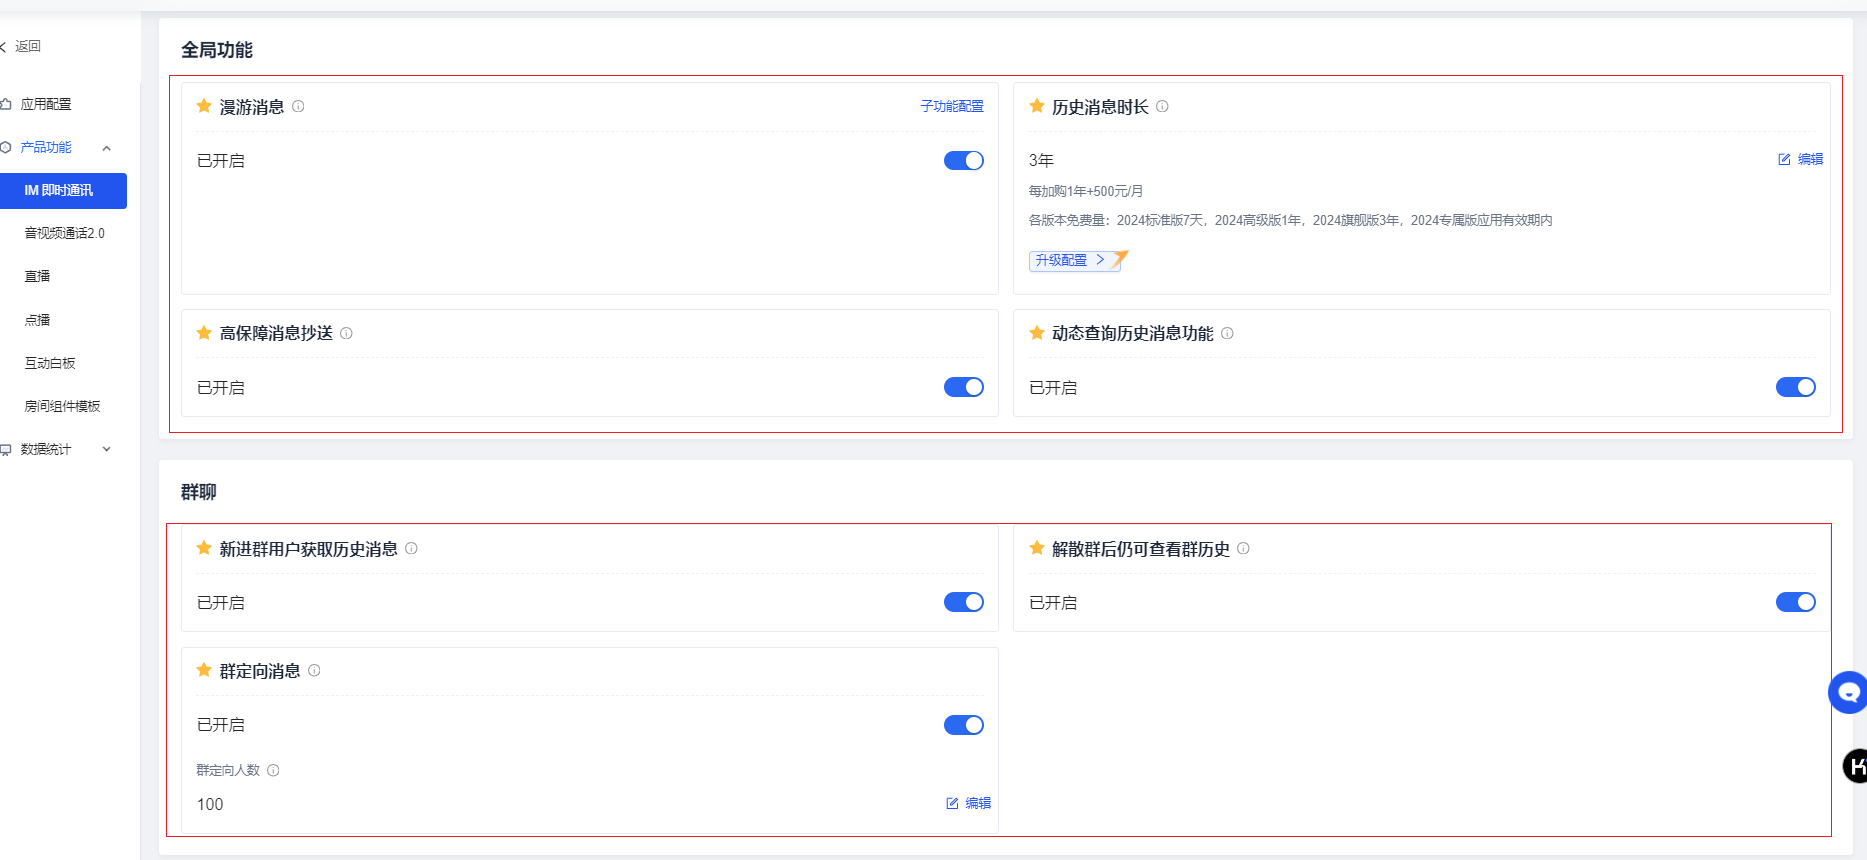 返回
应用配置
产品功能
IM 即时通讯
音视频通话2.0
直播
点播
互动白板
房间组件模板
数据统计
全局功能
漫游消息
子功能配置
已开启
历史消息时长
3年
编辑
每加购1年+500元/月
各版本免费量：2024标准版7天，2024高级版1年，2024旗舰版3年，2024专属版应用有效期内
升级配置
高保障消息抄送
已开启
动态查询历史消息功能
已开启
群聊
新进群用户获取历史消息
已开启
解散群后仍可查看群历史
已开启
群定向消息
已开启
群定向人数
100
编辑